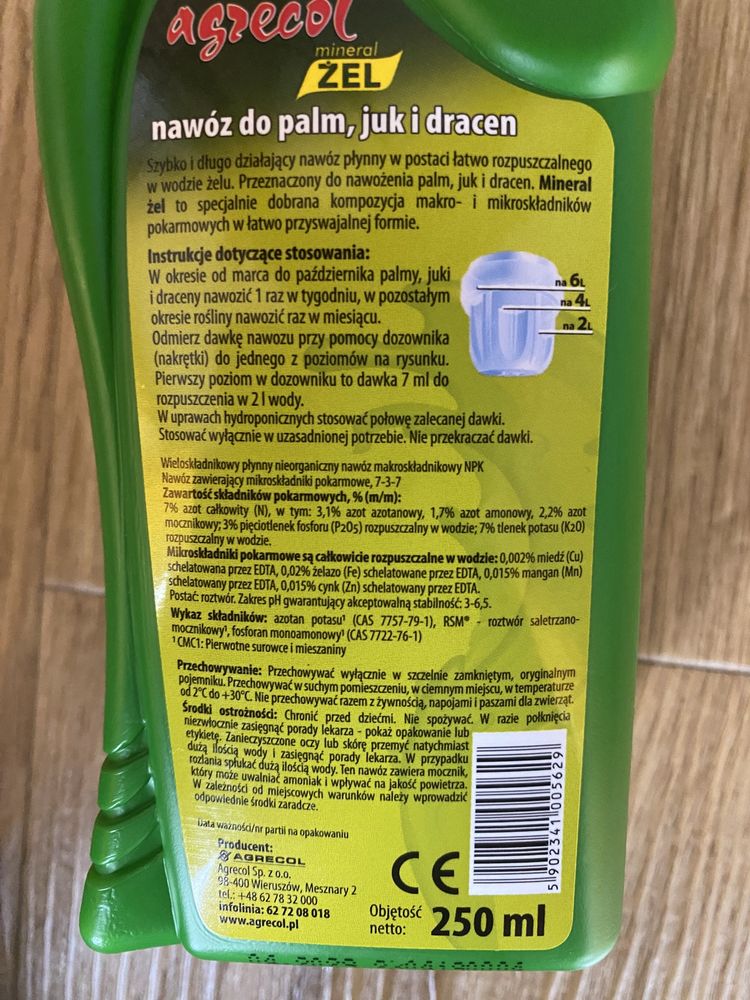 agrecol
mineral
ŻEL
nawóz do palm, juk i dracen
Szybko i długo działający nawóz płynny w postaci łatwo rozpuszczalnego
w wodzie żelu. Przeznaczony do nawożenia palm, juk i dracen. Mineral
żel to specjalnie dobrana kompozycja makro- i mikroskładników
pokarmowych w łatwo przyswajalnej formie.
Instrukcje dotyczące stosowania:
W okresie od marca do października palmy, juki
i draceny nawozić 1 raz w tygodniu, w pozostałym
okresie rośliny nawozić raz w miesiącu.
Odmierz dawkę nawozu przy pomocy dozownika
(nakrętki) do jednego z poziomów na rysunku.
Pierwszy poziom w dozowniku to dawka 7 ml do
rozpuszczenia w 2 l wody.
na 6L
na 4L
na 2L
W uprawach hydroponicznych stosować połowę zalecanej dawki.
Stosować wyłącznie w uzasadnionej potrzebie. Nie przekraczać dawki.
Wieloskładnikowy płynny nieorganiczny nawóz makroskładnikowy NPK
Nawóz zawierający mikroskładniki pokarmowe, 7-3-7
Zawartość składników pokarmowych, % (m/m):
7% azot całkowity (N), w tym: 3,1% azot azotanowy, 1,7% azot amonowy, 2,2% azot
mocznikowy; 3% pięciotlenek fosforu (P2O5) rozpuszczalny w wodzie; 7% tlenek potasu (K2O)
rozpuszczalny w wodzie.
Mikroskładniki pokarmowe są całkowicie rozpuszczalne w wodzie: 0,002% miedź (Cu)
schelatowana przez EDTA, 0,02% żelazo (Fe) schelatowane przez EDTA, 0,015% mangan (Mn)
schelatowany przez EDTA, 0,015% cynk (Zn) schelatowany przez EDTA.
Postać: roztwór. Zakres pH gwarantujący akceptowalną stabilność: 3-6,5.
Wykaz składników: azotan potasu¹ (CAS 7757-79-1), RSM® - roztwór saletrzano-
mocznikowy¹, fosforan monoamonowy¹ (CAS 7722-76-1)
¹ CMC1: Pierwotne surowce i mieszaniny
Przechowywanie: Przechowywać wyłącznie w szczelnie zamkniętym, oryginalnym
pojemniku. Przechowywać w suchym pomieszczeniu, w ciemnym miejscu, w temperaturze
od 2°C do +30°C. Nie przechowywać razem z żywnością, napojami i paszami dla zwierząt.
Środki ostrożności: Chronić przed dziećmi. Nie spożywać. W razie połknięcia
niezwłocznie zasięgnąć porady lekarza - pokaż opakowanie lub
etykietę. Zanieczyszczone oczy lub skórę przemyć natychmiast
dużą ilością wody i zasięgnąć porady lekarza. W przypadku
rozlania spłukać dużą ilością wody. Ten nawóz zawiera mocznik,
który może uwalniać amoniak i wpływać na jakość powietrza.
W zależności od miejscowych warunków należy wprowadzić
odpowiednie środki zaradcze.
Data ważności/nr partii na opakowaniu
Producent:
AGRECOL
Agrecol Sp. z o.o.
98-400 Wieruszów, Mesznary 2
tel.: +48 62 78 32 000
infolinia: 62 72 08 018
www.agrecol.pl
CE
Objętość
netto: 250 ml
5 902341 005629